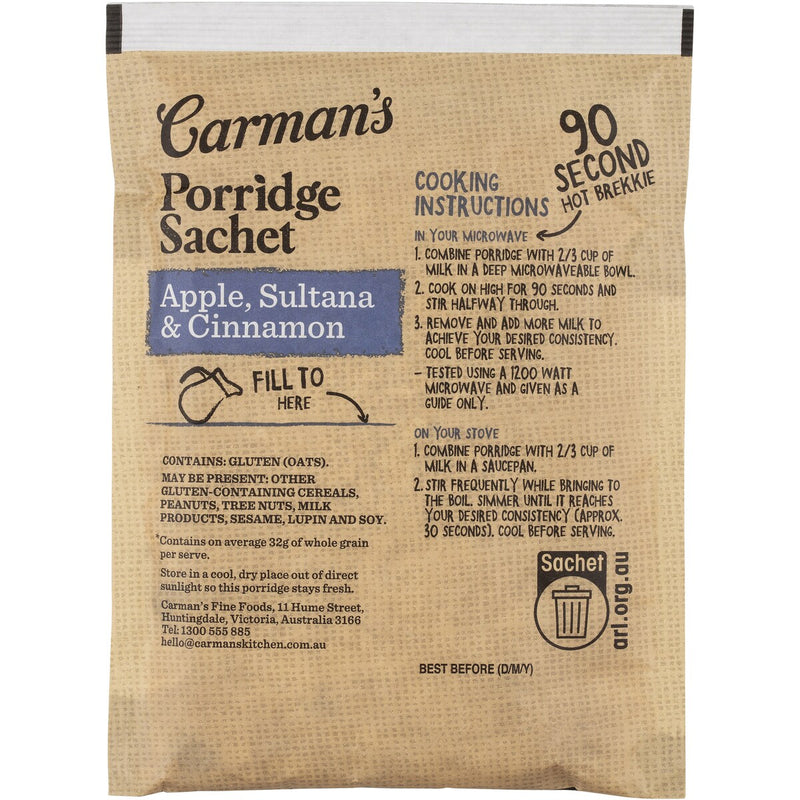 Carman's
Porridge
Sachet
Apple, Sultana
& Cinnamon
FILL TO
HERE
CONTAINS: GLUTEN (OATS).
MAY BE PRESENT: OTHER
GLUTEN-CONTAINING CEREALS,
PEANUTS, TREE NUTS, MILK
PRODUCTS, SESAME, LUPIN AND SOY.
*Contains on average 32g of whole grain
per serve.
Store in a cool, dry place out of direct
sunlight so this porridge stays fresh.
Carman's Fine Foods, 11 Hume Street,
Huntingdale, Victoria, Australia 3166
Tel: 1300 555 885
hello@carmanskitchen.com.au
90
SECOND
HOT BREKKIE
COOKING
INSTRUCTIONS
IN YOUR MICROWAVE
1. COMBINE PORRIDGE WITH 2/3 CUP OF
MILK IN A DEEP MICROWAVEABLE BOWL.
2. COOK ON HIGH FOR 90 SECONDS AND
STIR HALFWAY THROUGH.
3. REMOVE AND ADD MORE MILK TO
ACHIEVE YOUR DESIRED CONSISTENCY.
COOL BEFORE SERVING.
- TESTED USING A 1200 WATT
MICROWAVE AND GIVEN AS A
GUIDE ONLY.
ON YOUR STOVE
1. COMBINE PORRIDGE WITH 2/3 CUP OF
MILK IN A SAUCEPAN.
2. STIR FREQUENTLY WHILE BRINGING TO
THE BOIL. SIMMER UNTIL IT REACHES
YOUR DESIRED CONSISTENCY (APPROX.
30 SECONDS). COOL BEFORE SERVING.
Sachet
arl.org.au
BEST BEFORE (D/M/Y)